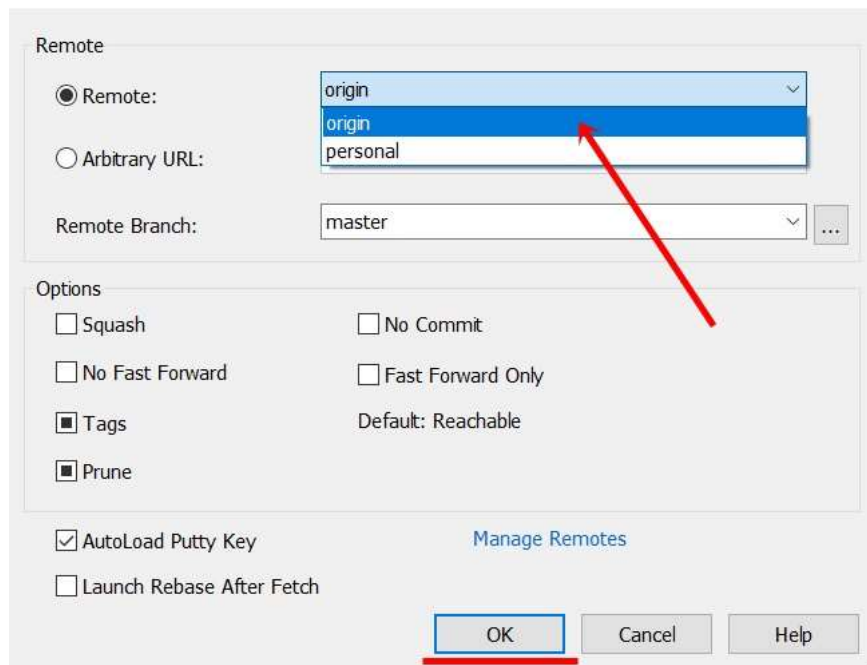 Remote
Remote: origin
origin
personal
Arbitrary URL:
Remote Branch: master ...
Options
Squash No Commit
No Fast Forward Fast Forward Only
Tags Default: Reachable
Prune
AutoLoad Putty Key Manage Remotes
Launch Rebase After Fetch
OK Cancel Help